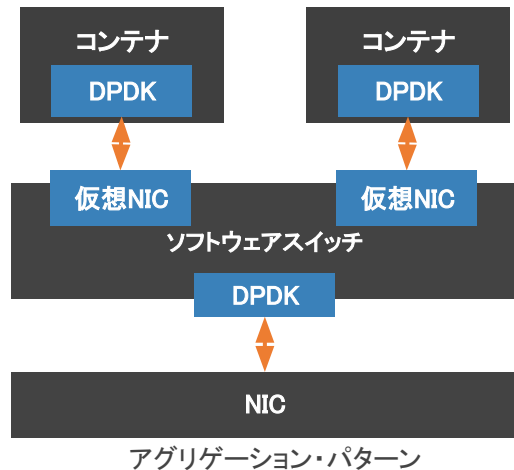 コンテナ
コンテナ
DPDK
DPDK
仮想NIC
仮想NIC
ソフトウェアスイッチ
DPDK
NIC
アグリゲーション・パターン